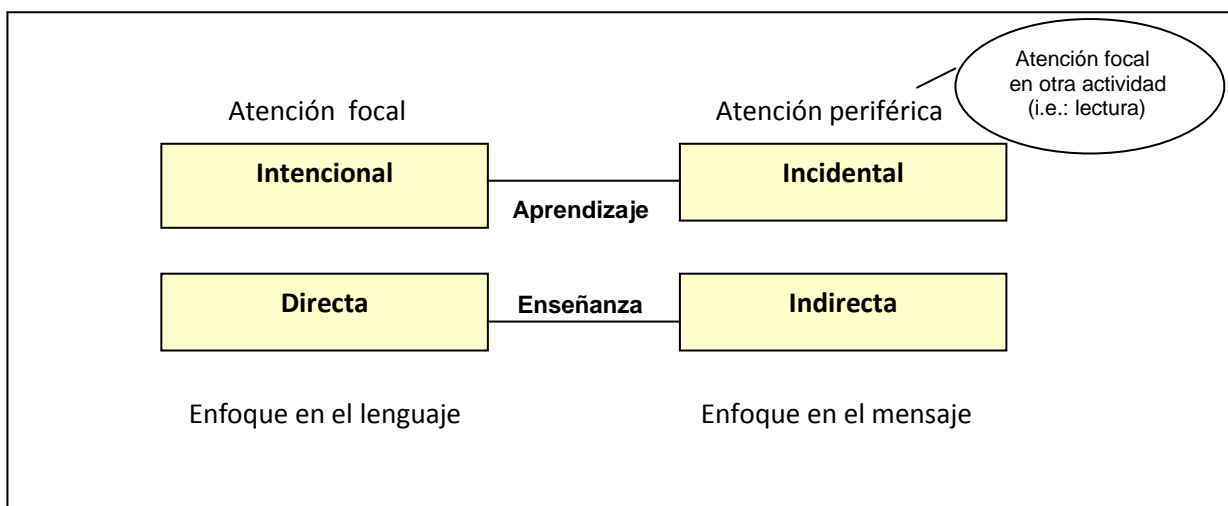 Atención focal
en otra actividad
(i.e.: lectura)
Atención focal
Atención periférica
Intencional
Incidental
Aprendizaje
Directa
Enseñanza
Indirecta
Enfoque en el lenguaje
Enfoque en el mensaje